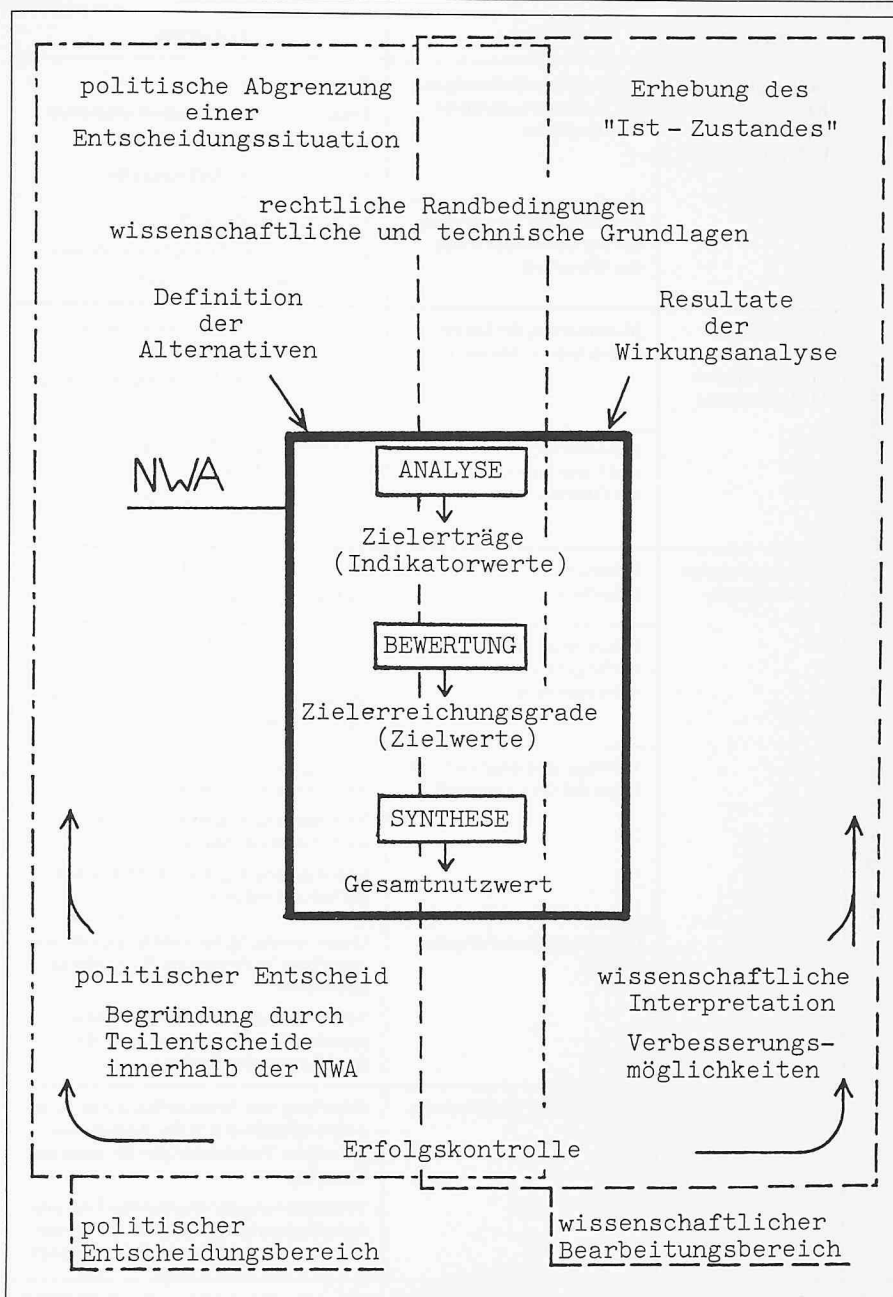 politische Abgrenzung
einer
Entscheidungssituation
Erhebung des
"Ist - Zustandes"
rechtliche Randbedingungen
wissenschaftliche und technische Grundlagen
Definition
der
Alternativen
Resultate
der
Wirkungsanalyse
NWA
ANALYSE
Zielerträge
(Indikatorwerte)
BEWERTUNG
Zielerreichungsgrade
(Zielwerte)
SYNTHESE
Gesamtnutzwert
politischer Entscheid
Begründung durch
Teilentscheide
innerhalb der NWA
wissenschaftliche
Interpretation
Verbesserungs-
möglichkeiten
Erfolgskontrolle
politischer
Entscheidungsbereich
wissenschaftlicher
Bearbeitungsbereich